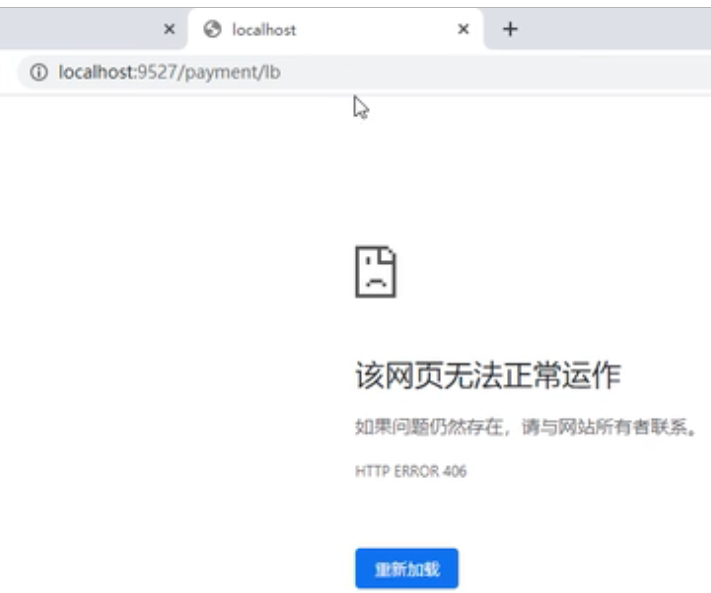 localhost
localhost:9527/payment/lb
该网页无法正常运作
如果问题仍然存在，请与网站所有者联系。
HTTP ERROR 406
重新加载